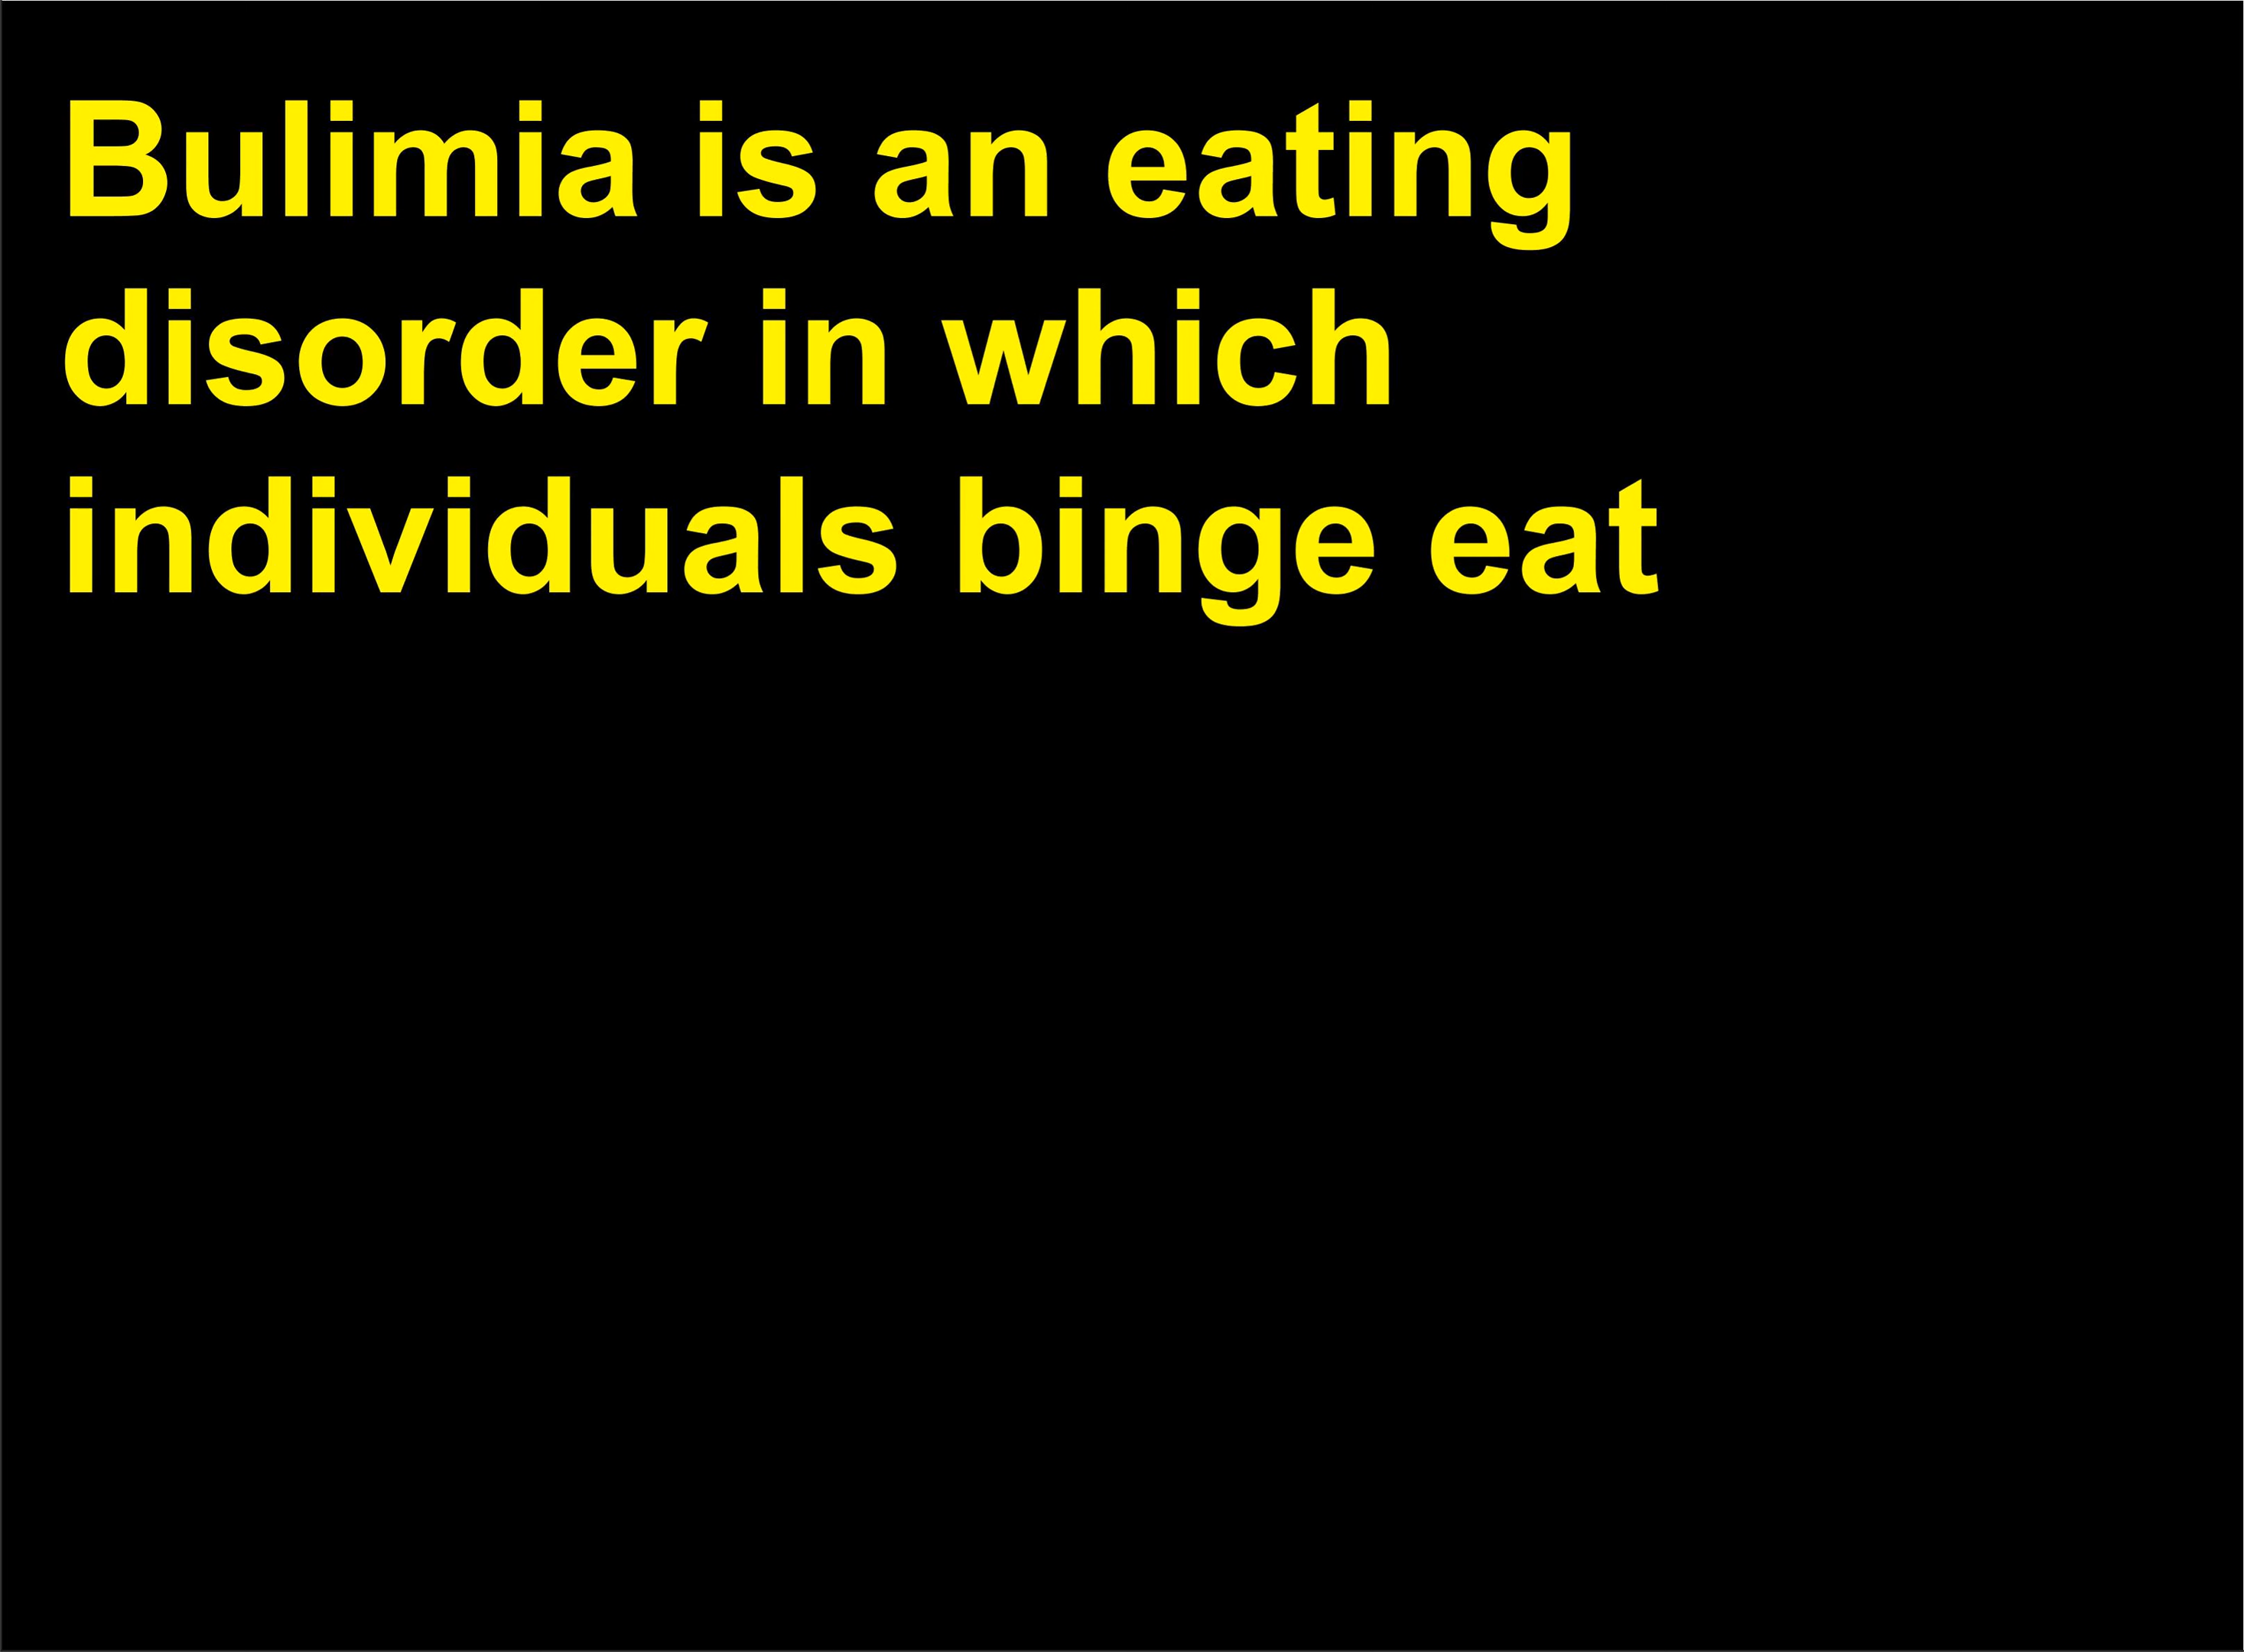 Bulimia is an eating
disorder in which
individuals binge eat